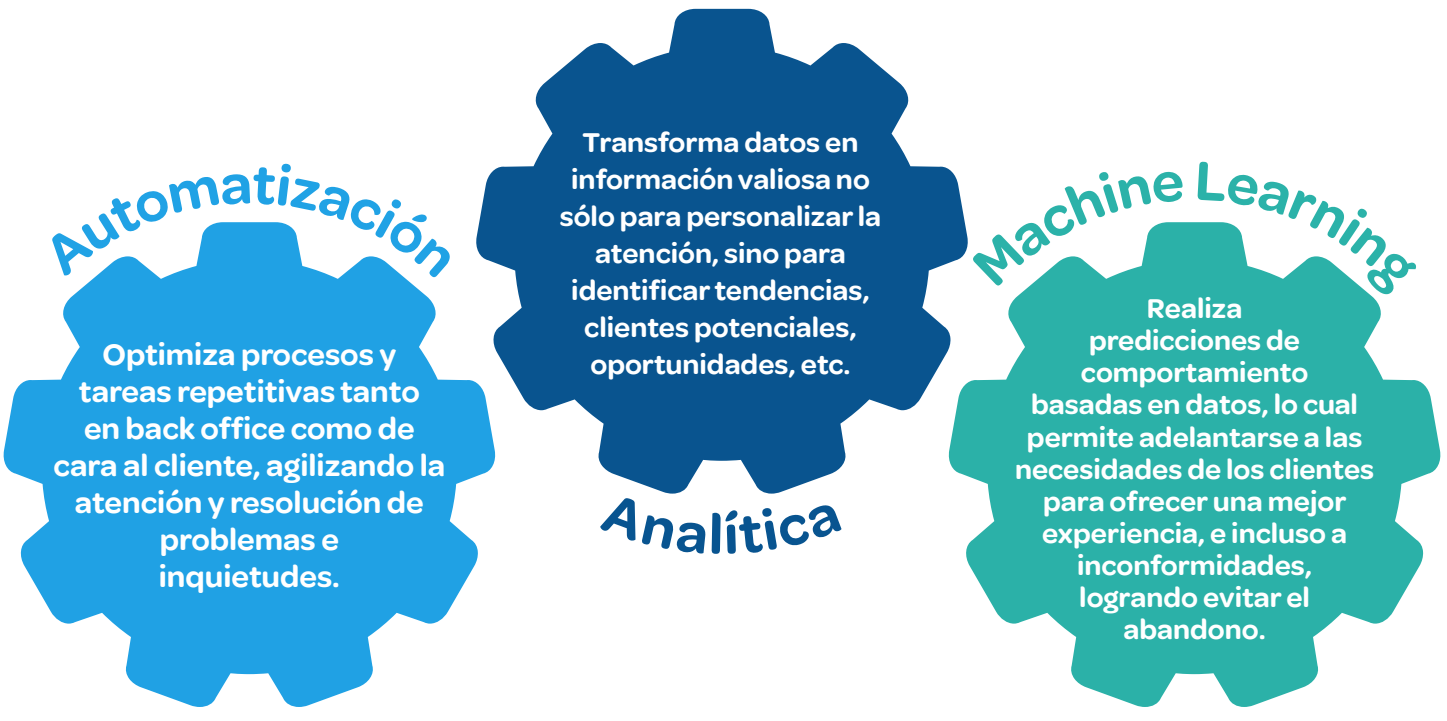 Automatización
Optimiza procesos y
tareas repetitivas tanto
en back office como de
cara al cliente, agilizando la
atención y resolución de
problemas e
inquietudes.
Transforma datos en
información valiosa no
sólo para personalizar la
atención, sino para
identificar tendencias,
clientes potenciales,
oportunidades, etc.
Analítica
Machine Learning
Realiza
predicciones de
comportamiento
basadas en datos, lo cual
permite adelantarse a las
necesidades de los clientes
para ofrecer una mejor
experiencia, e incluso a
inconformidades,
logrando evitar el
abandono.